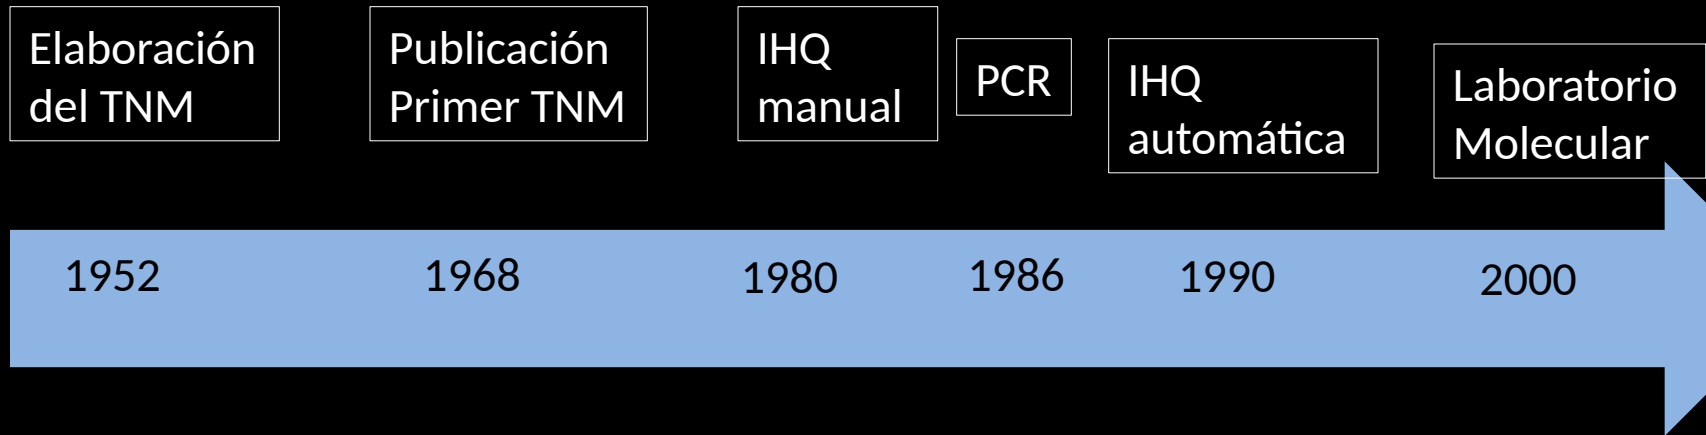 Elaboración
del TNM
Publicación
Primer TNM
IHQ
manual
PCR
IHQ
automática
Laboratorio
Molecular
1952
1968
1980
1986
1990
2000